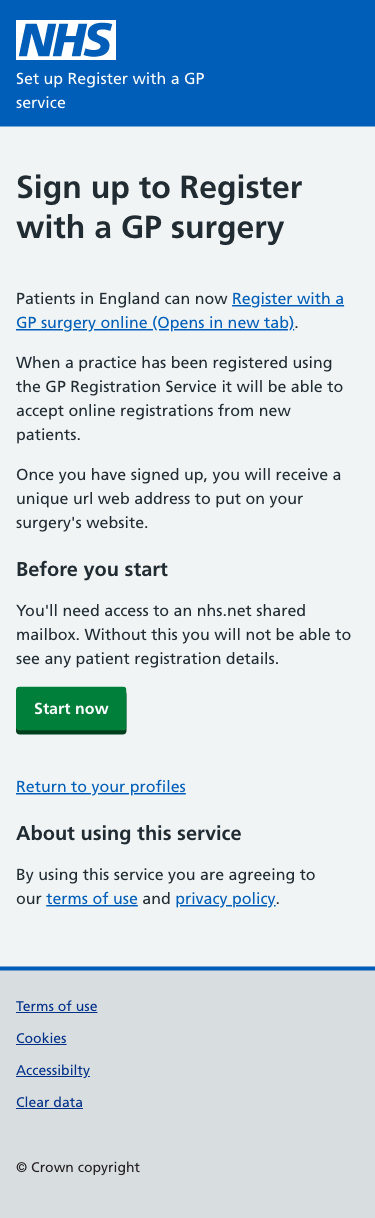 NHS
Set up Register with a GP
service
Sign up to Register
with a GP surgery
Patients in England can now Register with a
GP surgery online (Opens in new tab).
When a practice has been registered using
the GP Registration Service it will be able to
accept online registrations from new
patients.
Once you have signed up, you will receive a
unique url web address to put on your
surgery's website.
Before you start
You'll need access to an nhs.net shared
mailbox. Without this you will not be able to
see any patient registration details.
Start now
Return to your profiles
About using this service
By using this service you are agreeing to
our terms of use and privacy policy.
Terms of use
Cookies
Accessibilty
Clear data
© Crown copyright